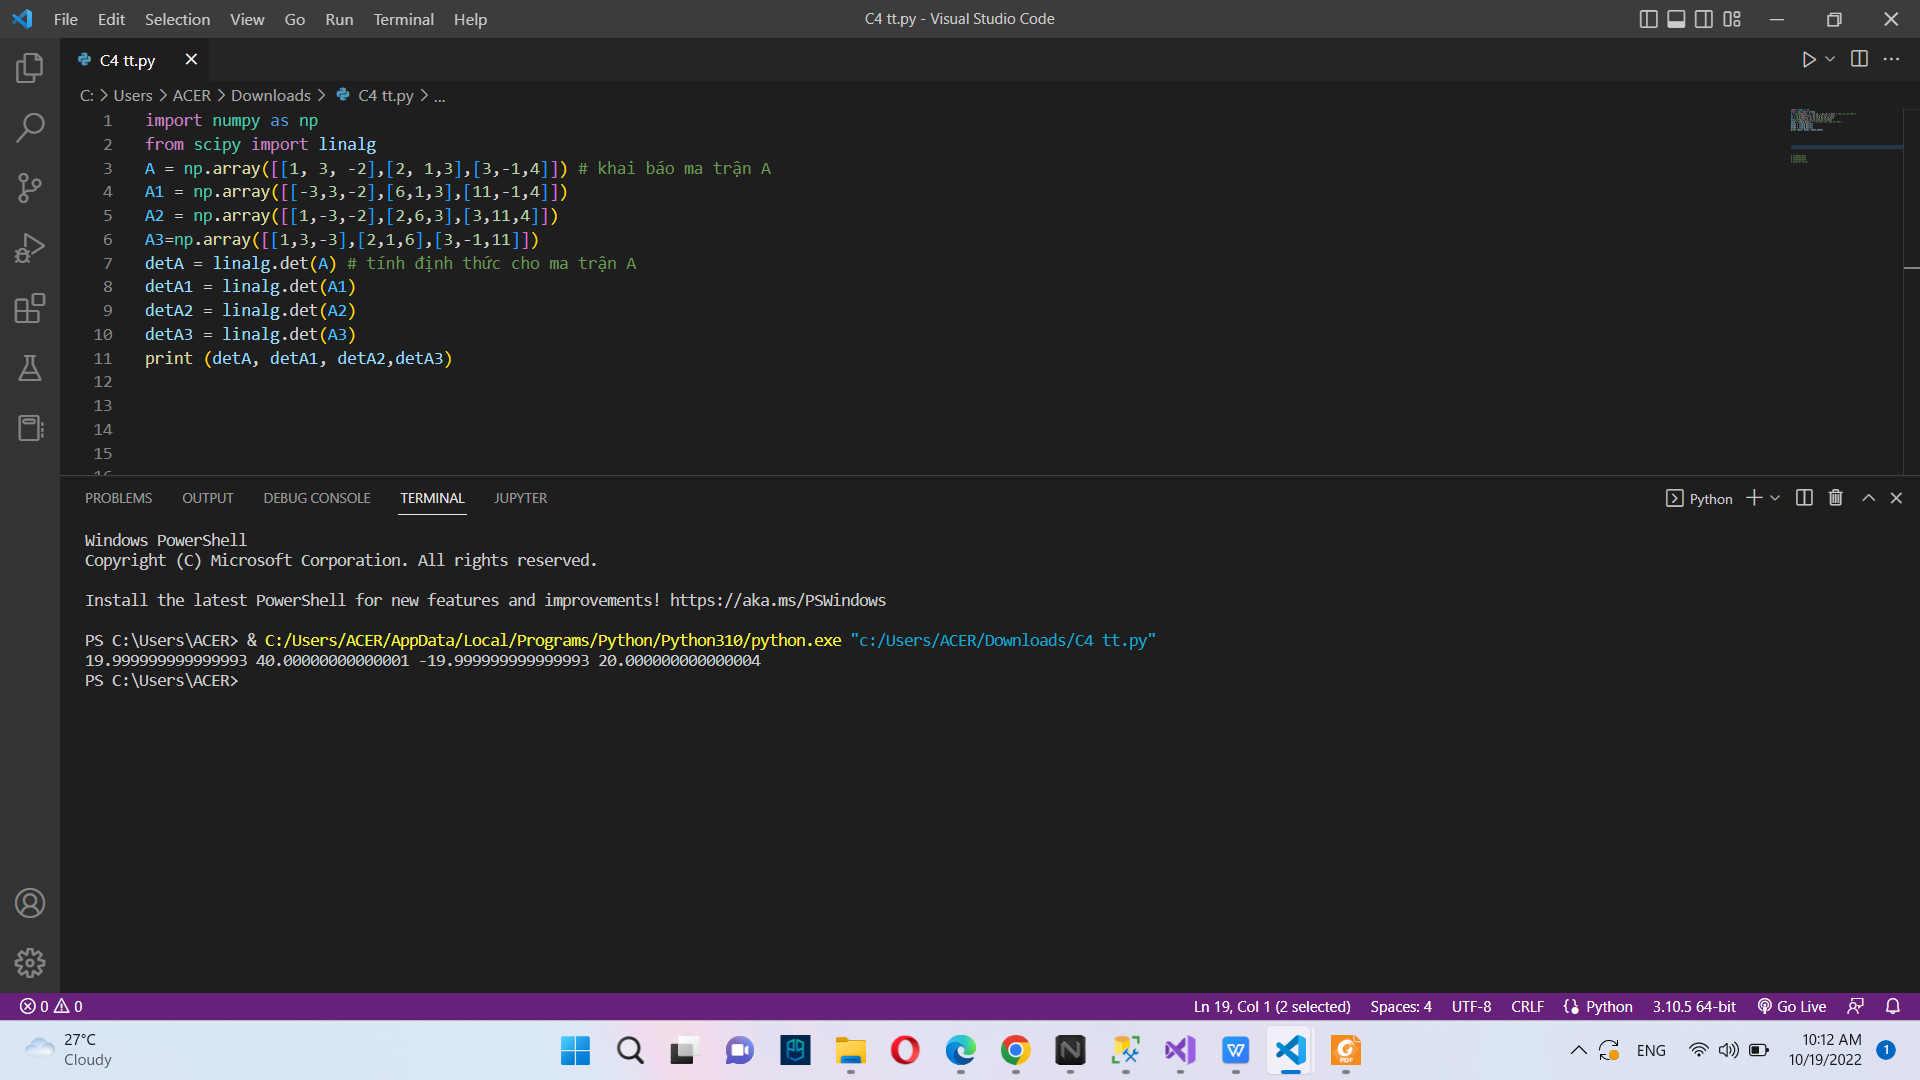 File Edit Selection View Go Run Terminal Help
C4 tt.py - Visual Studio Code
C4 tt.py
C: > Users > ACER > Downloads > C4 tt.py > ...
1 import numpy as np
2 from scipy import linalg
3 A = np.array([[1, 3, -2],[2, 1,3],[3,-1,4]]) # khai báo ma trận A
4 A1 = np.array([[-3,3,-2],[6,1,3],[11,-1,4]])
5 A2 = np.array([[1,-3,-2],[2,6,3],[3,11,4]])
6 A3=np.array([[1,3,-3],[2,1,6],[3,-1,11]])
7 detA = linalg.det(A) # tính định thức cho ma trận A
8 detA1 = linalg.det(A1)
9 detA2 = linalg.det(A2)
10 detA3 = linalg.det(A3)
11 print (detA, detA1, detA2,detA3)
12
13
14
15
PROBLEMS OUTPUT DEBUG CONSOLE TERMINAL JUPYTER
Python
Windows PowerShell
Copyright (C) Microsoft Corporation. All rights reserved.
Install the latest PowerShell for new features and improvements! https://aka.ms/PSWindows
PS C:\Users\ACER> & C:/Users/ACER/AppData/Local/Programs/Python/Python310/python.exe "c:/Users/ACER/Downloads/C4 tt.py"
19.999999999999993 40.00000000000001 -19.999999999999993 20.000000000000004
PS C:\Users\ACER>
0 0
Ln 19, Col 1 (2 selected) Spaces: 4 UTF-8 CRLF Python 3.10.5 64-bit Go Live
27°C
Cloudy
ENG
10:12 AM
10/19/2022
1